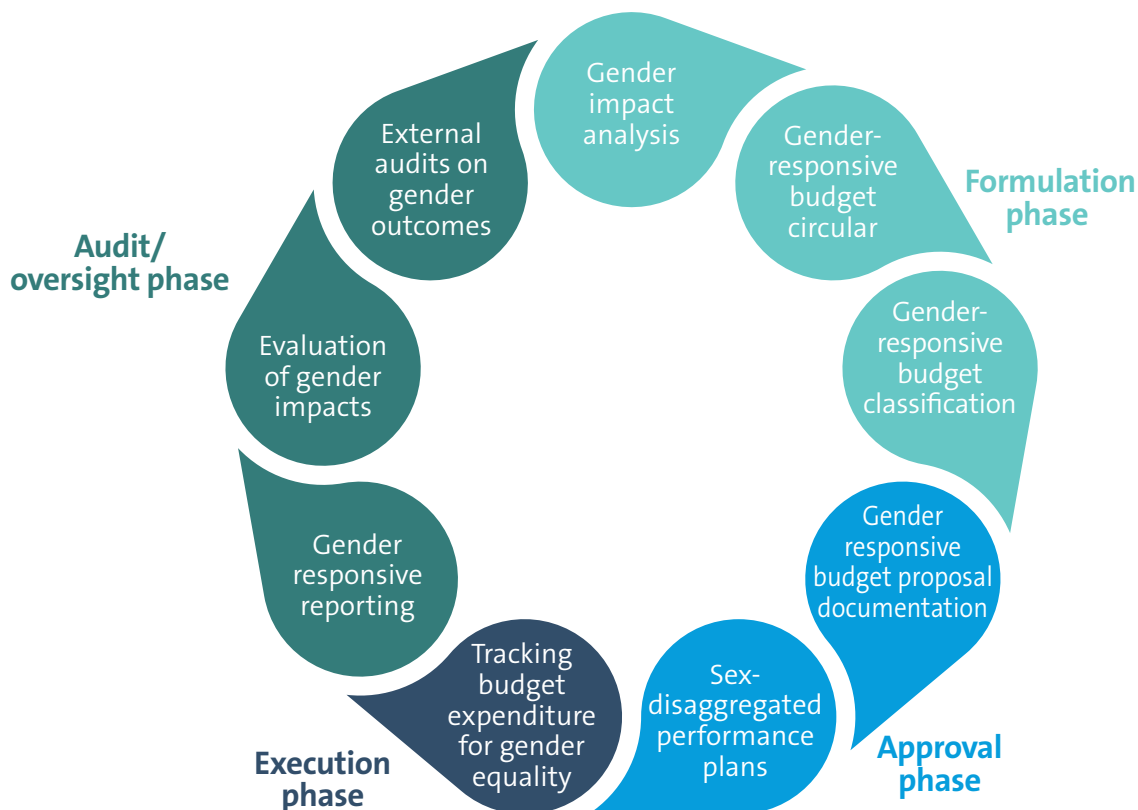 Gender
impact
analysis
Gender-
responsive
budget
circular
Formulation
phase
Gender-
responsive
budget
classification
Gender
responsive
budget proposal
documentation
Approval
phase
Sex-
disaggregated
performance
plans
Tracking
budget
expenditure
for gender
equality
Execution
phase
Gender
responsive
reporting
Evaluation
of gender
impacts
Audit/
oversight phase
External
audits on
gender
outcomes